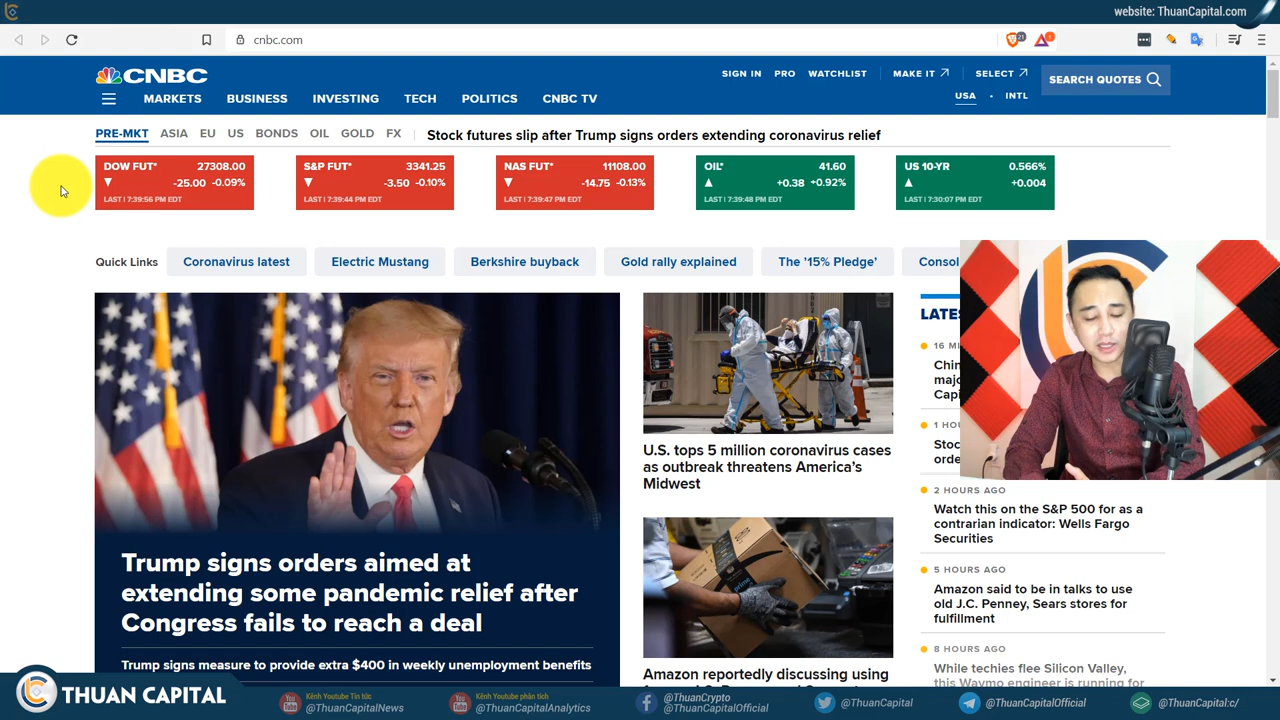 website: ThuanCapital.com
cnbc.com
21
1
CNBC
SIGN IN PRO WATCHLIST MAKE IT SELECT
SEARCH QUOTES
USA • INTL
MARKETS BUSINESS INVESTING TECH POLITICS CNBC TV
PRE-MKT ASIA EU US BONDS OIL GOLD FX
Stock futures slip after Trump signs orders extending coronavirus relief
DOW FUT* 27308.00
-25.00 -0.09%
LAST | 7:39:56 PM EDT
S&P FUT* 3341.25
-3.50 -0.10%
LAST | 7:39:44 PM EDT
NAS FUT* 11108.00
-14.75 -0.13%
LAST | 7:39:47 PM EDT
OIL* 41.60
+0.38 +0.92%
LAST | 7:39:48 PM EDT
US 10-YR 0.566%
+0.004
LAST | 7:30:07 PM EDT
Quick Links Coronavirus latest Electric Mustang Berkshire buyback Gold rally explained The '15% Pledge' Consol
Trump signs orders aimed at
extending some pandemic relief after
Congress fails to reach a deal
Trump signs measure to provide extra $400 in weekly unemployment benefits
U.S. tops 5 million coronavirus cases
as outbreak threatens America's
Midwest
prime
Amazon reportedly discussing using
LATES
16 MI
Chin
majo
Capi
1 HOU
Stoc
orde
2 HOURS AGO
Watch this on the S&P 500 for as a
contrarian indicator: Wells Fargo
Securities
5 HOURS AGO
Amazon said to be in talks to use
old J.C. Penney, Sears stores for
fulfillment
8 HOURS AGO
While techies flee Silicon Valley,
this Waymo engineer is running for
THUAN CAPITAL
Kênh Youtube Tin tức
@ThuanCapitalNews
Kênh Youtube phân tích
@ThuanCapitalAnalytics
@ThuanCrypto
@ThuanCapitalOfficial
@ThuanCapital
@ThuanCapitalOfficial
@ThuanCapital:c/